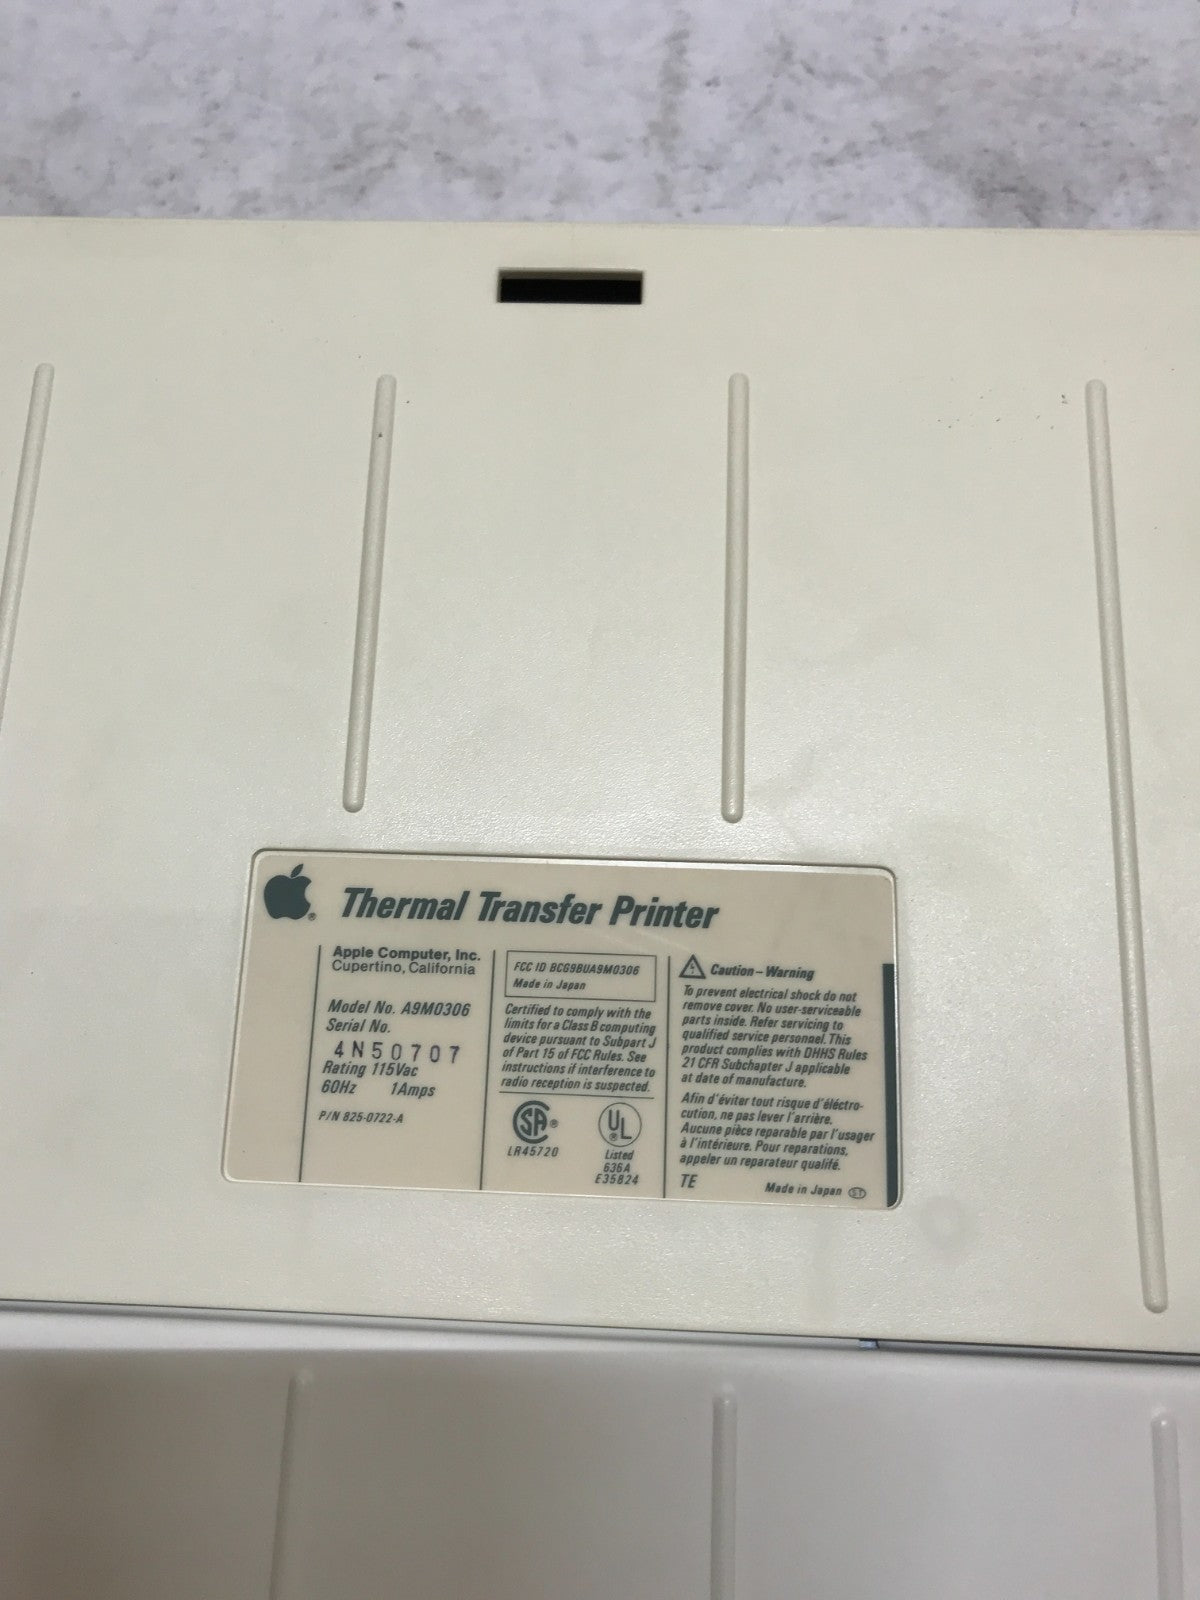 Thermal Transfer Printer
Apple Computer, Inc.
Cupertino, California
Model No. A9M0306
Serial No.
4N50707
Rating 115Vac
60Hz 1Amps
P/N 825-0722-A
FCC ID BCG9BUA9M0306
Made in Japan
Certified to comply with the
limits for a Class B computing
device pursuant to Subpart J
of Part 15 of FCC Rules. See
instructions if interference to
radio reception is suspected.
SA®
LR45720
UL
®
Listed
636A
E35824
Caution – Warning
To prevent electrical shock do not
remove cover. No user-serviceable
parts inside. Refer servicing to
qualified service personnel. This
product complies with DHHS Rules
21 CFR Subchapter J applicable
at date of manufacture.
Afin d'éviter tout risque d'éléctro-
cution, ne pas lever l'arrière.
Aucune pièce reparable par l'usager
à l'intérieure. Pour reparations,
appeler un reparateur qualifé.
TE
Made in Japan